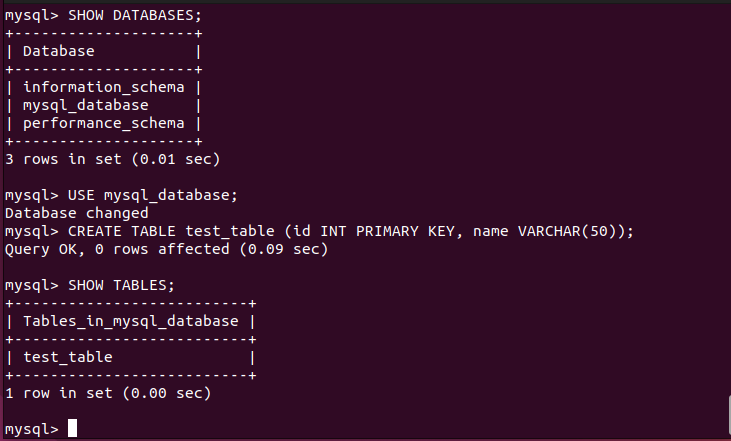 mysql> SHOW DATABASES;
+--------------------+
| Database           |
+--------------------+
| information_schema |
| mysql_database     |
| performance_schema |
+--------------------+
3 rows in set (0.01 sec)

mysql> USE mysql_database;
Database changed
mysql> CREATE TABLE test_table (id INT PRIMARY KEY, name VARCHAR(50));
Query OK, 0 rows affected (0.09 sec)

mysql> SHOW TABLES;
+--------------------------+
| Tables_in_mysql_database |
+--------------------------+
| test_table               |
+--------------------------+
1 row in set (0.00 sec)

mysql>